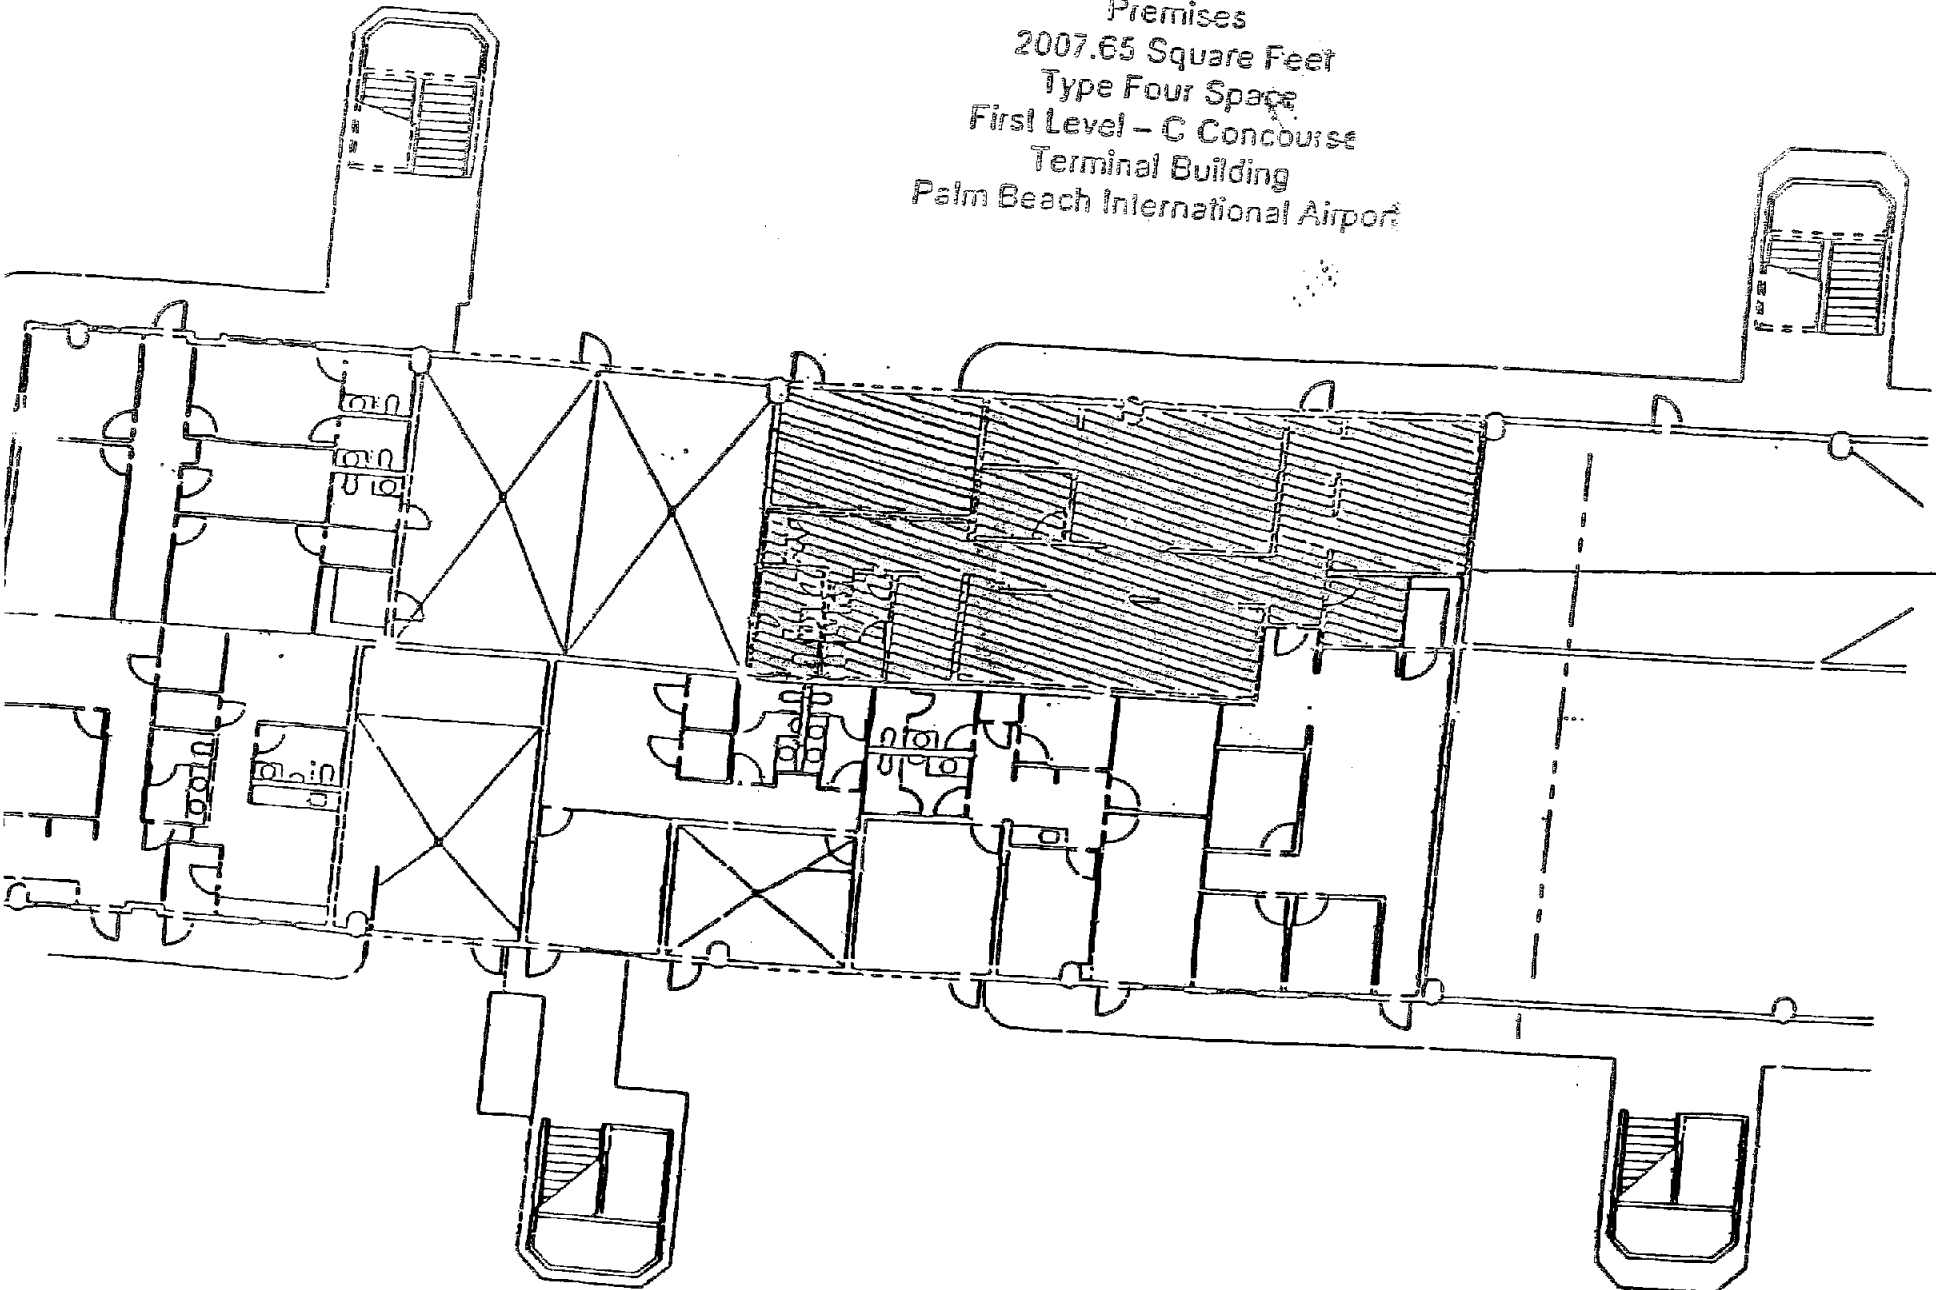 Premises
2007.65 Square Feet
Type Four Space
First Level – C Concourse
Terminal Building
Palm Beach International Airport